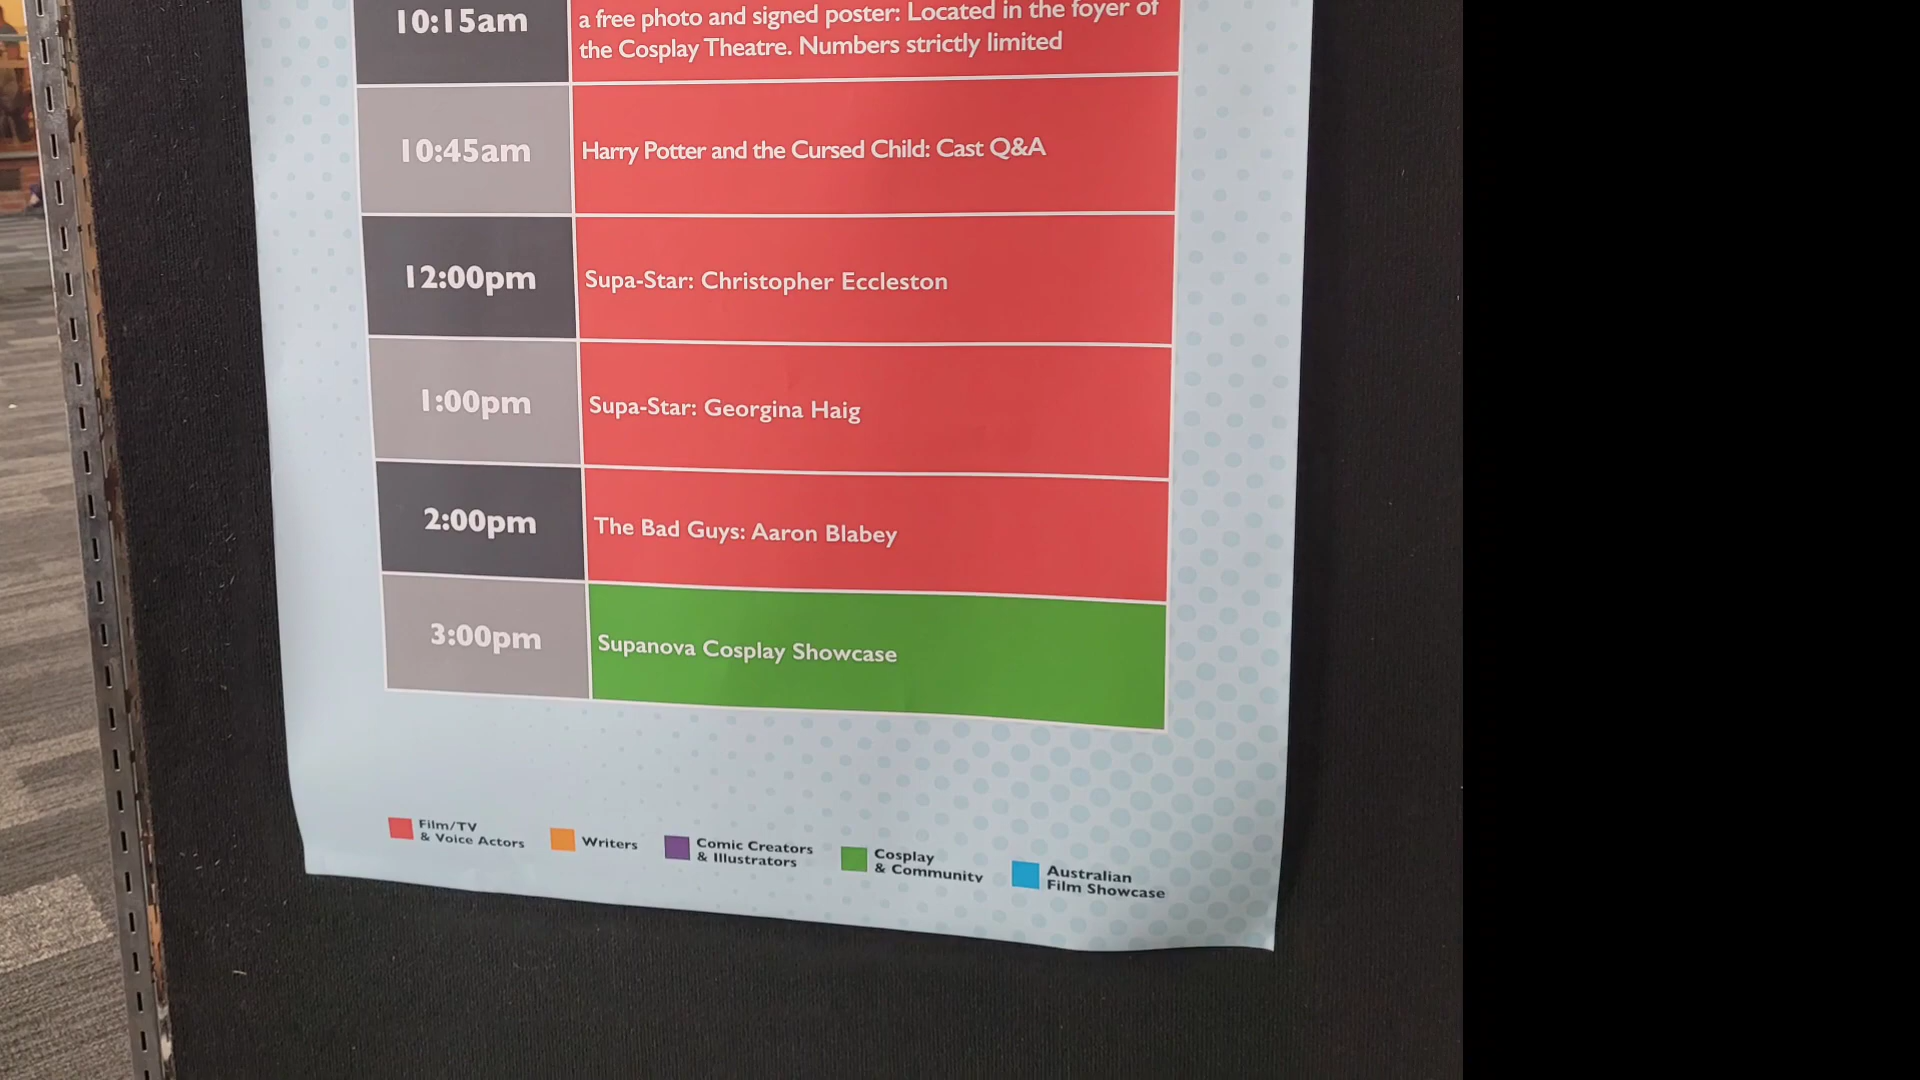 10:15am
a free photo and signed poster: Located in the foyer of
the Cosplay Theatre. Numbers strictly limited
10:45am
Harry Potter and the Cursed Child: Cast Q&A
12:00pm
Supa-Star: Christopher Eccleston
1:00pm
Supa-Star: Georgina Haig
2:00pm
The Bad Guys: Aaron Blabey
3:00pm
Supanova Cosplay Showcase
Film/TV
& Voice Actors
Writers
Comic Creators
& Illustrators
Cosplay
& Community
Australian
Film Showcase